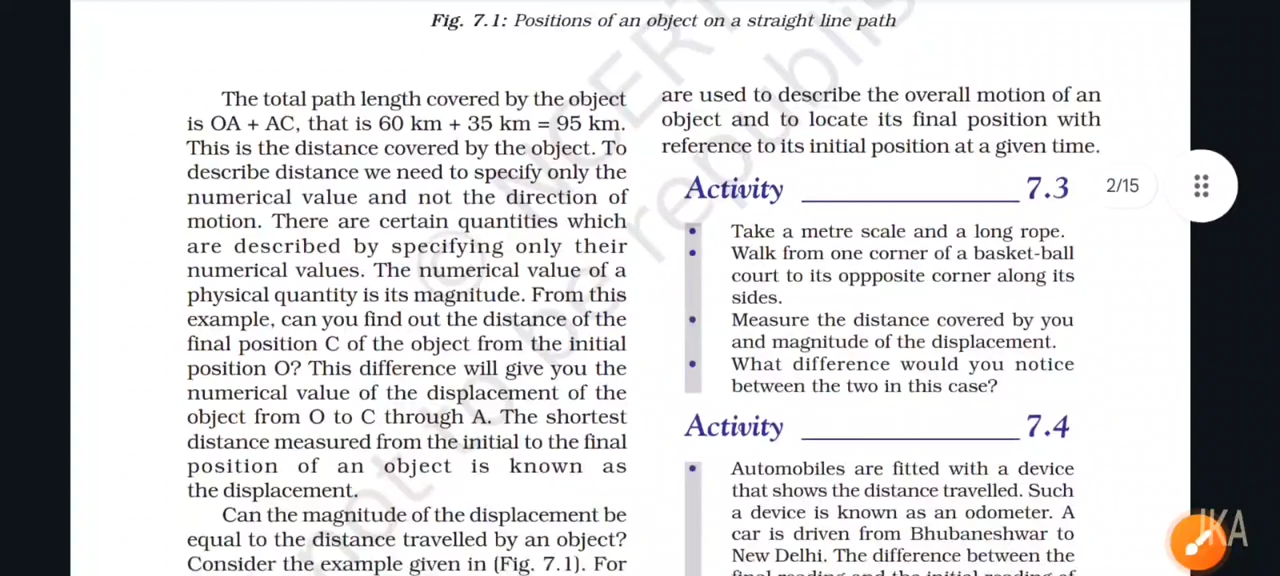 Fig. 7.1: Positions of an object on a straight line path
The total path length covered by the object
is OA + AC, that is 60 km + 35 km = 95 km.
This is the distance covered by the object. To
describe distance we need to specify only the
numerical value and not the direction of
motion. There are certain quantities which
are described by specifying only their
numerical values. The numerical value of a
physical quantity is its magnitude. From this
example, can you find out the distance of the
final position C of the object from the initial
position O? This difference will give you the
numerical value of the displacement of the
object from O to C through A. The shortest
distance measured from the initial to the final
position of an object is known as
the displacement.
Can the magnitude of the displacement be
equal to the distance travelled by an object?
Consider the example given in (Fig. 7.1). For
are used to describe the overall motion of an
object and to locate its final position with
reference to its initial position at a given time.
Activity 7.3
• Take a metre scale and a long rope.
• Walk from one corner of a basket-ball
court to its oppposite corner along its
sides.
• Measure the distance covered by you
and magnitude of the displacement.
• What difference would you notice
between the two in this case?
Activity 7.4
• Automobiles are fitted with a device
that shows the distance travelled. Such
a device is known as an odometer. A
car is driven from Bhubaneshwar to
New Delhi. The difference between the
final reading and the initial reading of
2/15
© NCERT
not to be republis